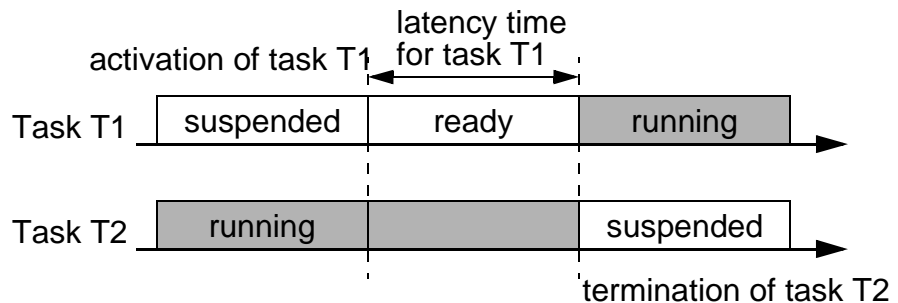 latency time
for task T1
activation of task T1
Task T1
suspended
ready
running
Task T2
running
suspended
termination of task T2